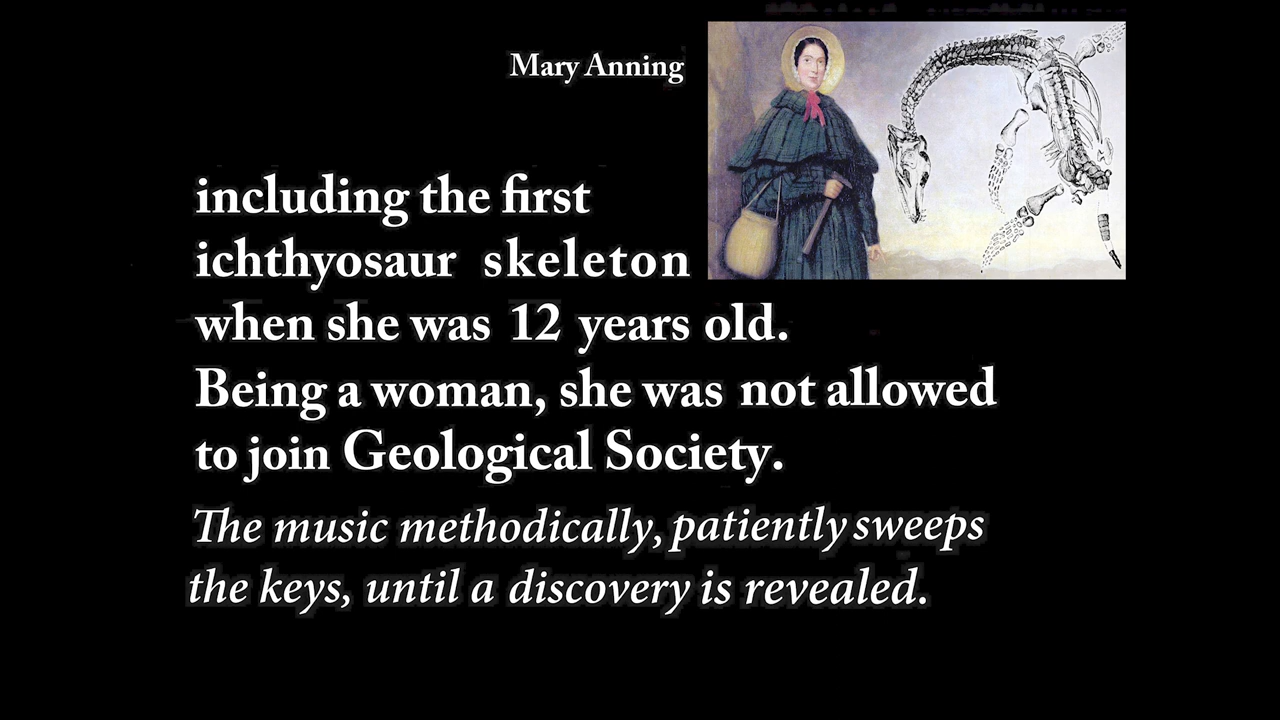 Mary Anning
including the first
ichthyosaur skeleton
when she was 12 years old.
Being a woman, she was not allowed
to join Geological Society.
The music methodically, patiently sweeps
the keys, until a discovery is revealed.